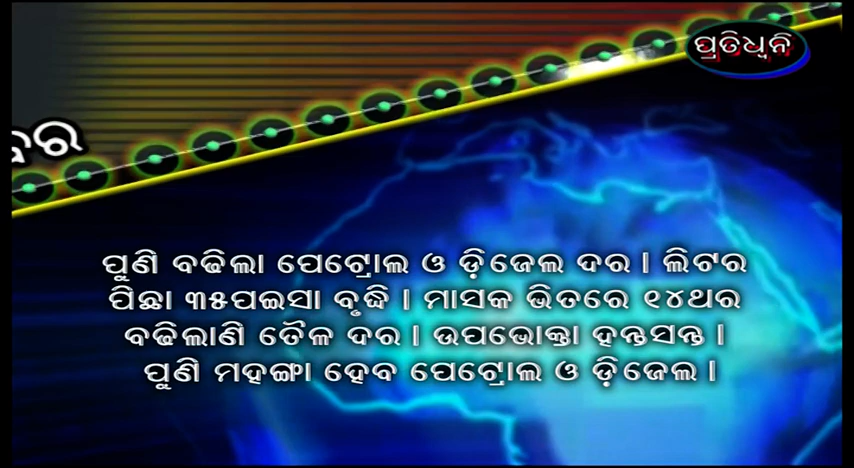 ପ୍ରତିଧ୍ୱନି
ପୁଣି ବଢିଲା ପେଟ୍ରୋଲ ଓ ଡ଼ିଜେଲ ଦର । ଲିଟର
ପିଛା ୩୫ପଇସା ବୃଦ୍ଧି । ମାସକ ଭିତରେ ୧୪ଥର
ବଢିଲାଣି ତୈଳ ଦର । ଉପଭୋକ୍ତା ହନ୍ତସନ୍ତ ।
ପୁଣି ମହଙ୍ଗା ହେବ ପେଟ୍ରୋଲ ଓ ଡ଼ିଜେଲ ।